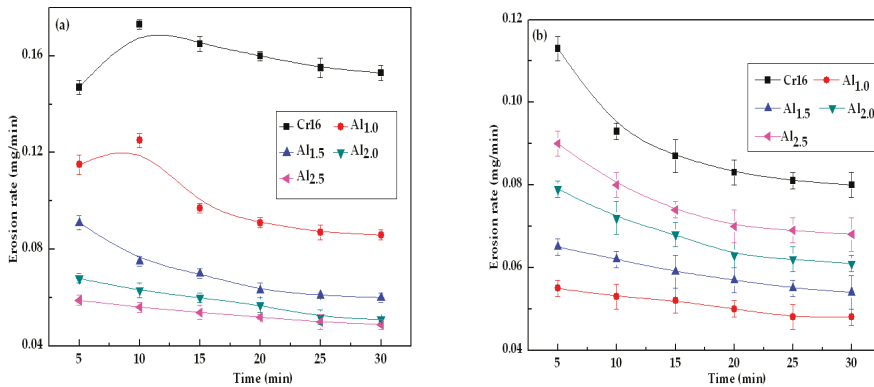 (a)
0.16
0.12
0.08
0.04
Erosion rate (mg/min)
Cr16
Al1.0
Al1.5
Al2.0
Al2.5
5
10
15
20
25
30
Time (min)
(b)
0.12
0.10
0.08
0.06
0.04
Erosion rate (mg/min)
Cr16
Al1.0
Al1.5
Al2.0
Al2.5
5
10
15
20
25
30
Time (min)